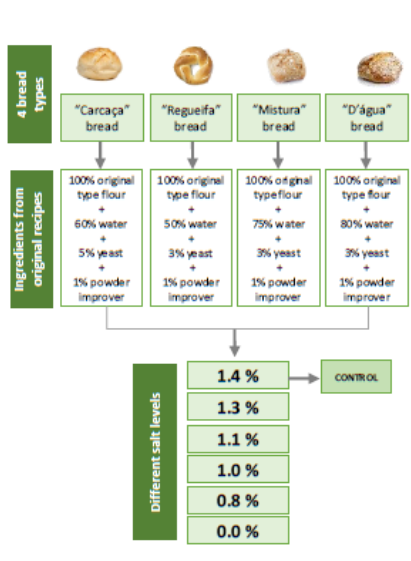 4 bread
types
“Carcaça”
bread
“Regueifa”
bread
“Mistura”
bread
“D’água”
bread
Ingredients from
original recipes
100% original
type flour
+
60% water
+
5% yeast
+
1% powder
improver
100% original
type flour
+
50% water
+
3% yeast
+
1% powder
improver
100% original
type flour
+
75% water
+
3% yeast
+
1% powder
improver
100% original
type flour
+
80% water
+
3% yeast
+
1% powder
improver
Different salt levels
1.4 %
CONTROL
1.3 %
1.1 %
1.0 %
0.8 %
0.0 %